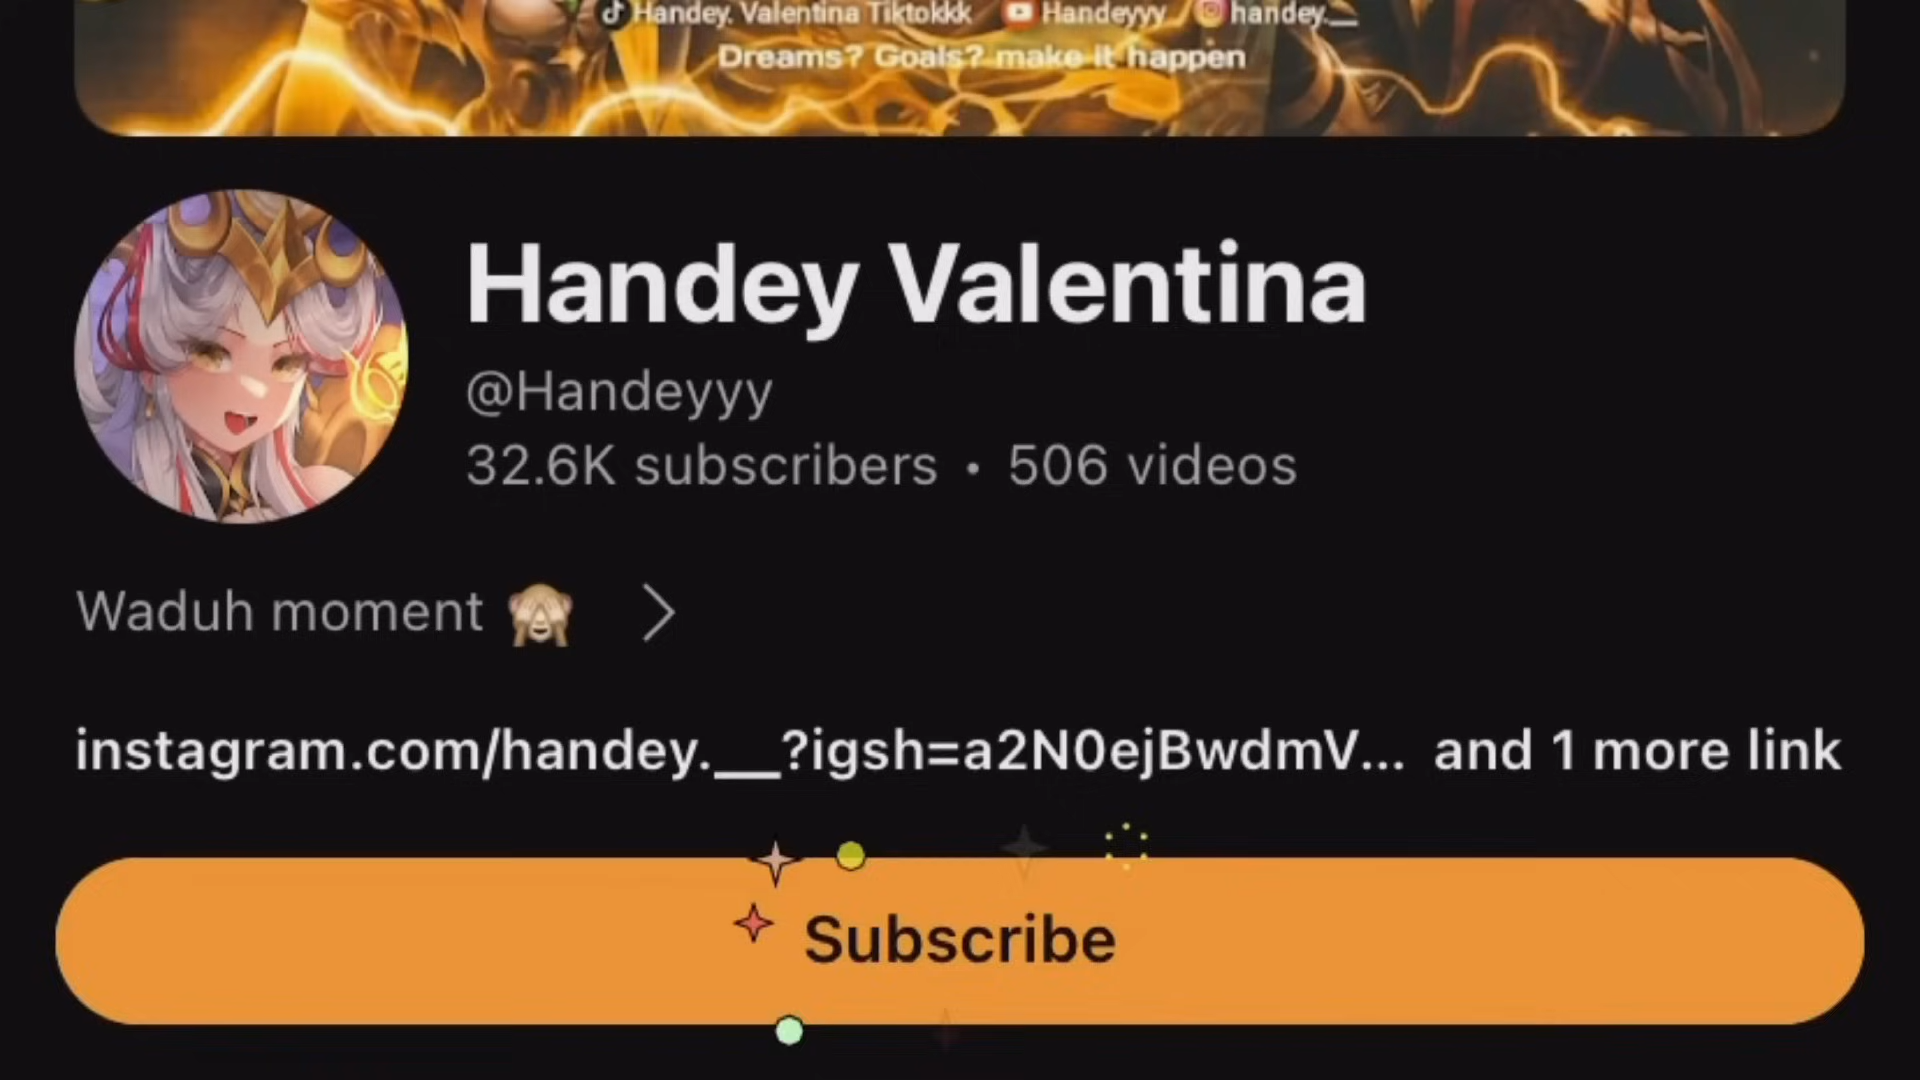 Handey. Valentina Tiktokkk Handeyyy handey.__
Dreams? Goals? make it happen
Handey Valentina
@Handeyyy
32.6K subscribers • 506 videos
Waduh moment 🙈
instagram.com/handey.__?igsh=a2N0ejBwdmV... and 1 more link
Subscribe